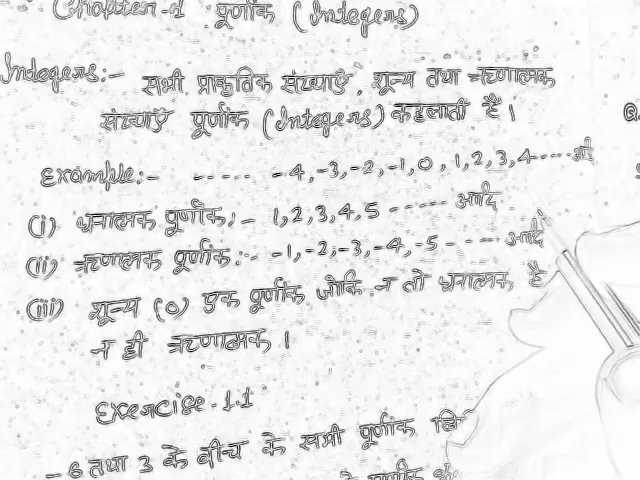 Chapter-1 पूर्णांक (Integers)
Integers:- सभी प्राकृतिक संख्याएँ, शून्य तथा ऋणात्मक
संख्याएँ पूर्णांक (Integers) कहलाती है।
Example:- ...... -4,-3,-2,-1,0,1,2,3,4....आदि
(i) धनात्मक पूर्णांक:- 1,2,3,4,5 ...... आदि
(ii) ऋणात्मक पूर्णांक:- -1,-2,-3,-4,-5 ----- आदि
(iii) शून्य (0) एक पूर्णांक जोकि न तो धनात्मक है
न ही ऋणात्मक।
Exercise-1.1
-6 तथा 3 के बीच के सभी पूर्णांक
पूर्णांक